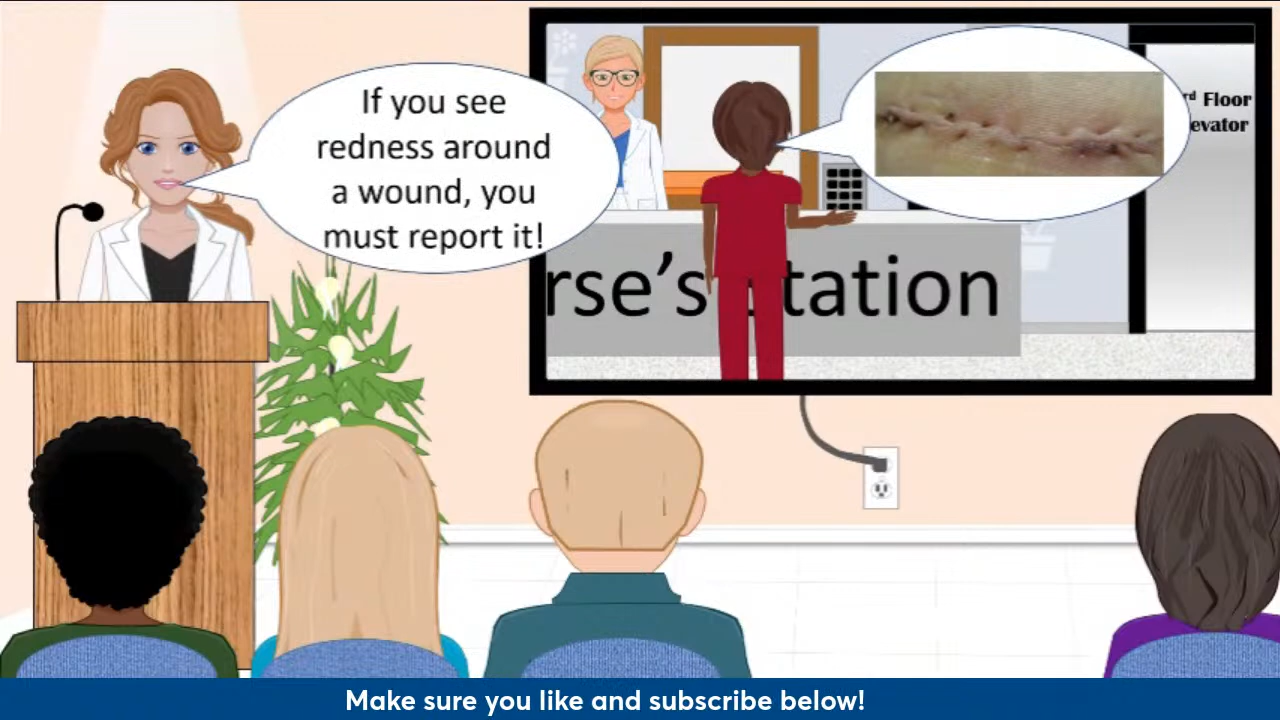 If you see
redness around
a wound, you
must report it!
rd Floor
evator
rse's tation
Make sure you like and subscribe below!